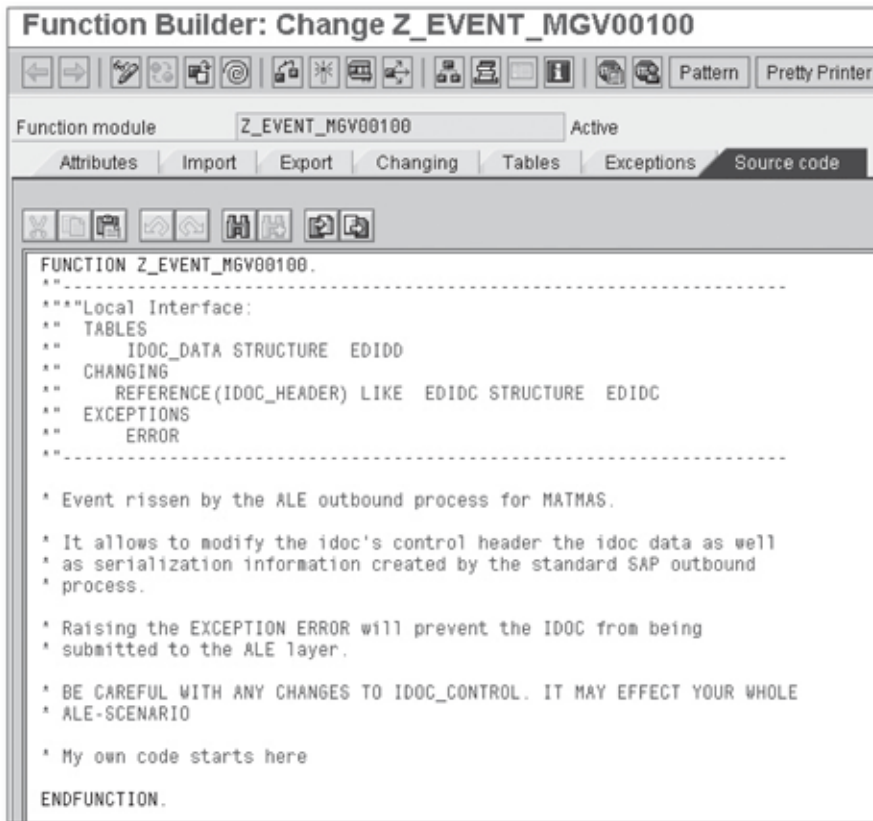 Function Builder: Change Z_EVENT_MGV00100
Pattern Pretty Printer
Function module Z_EVENT_MGV00100 Active
Attributes Import Export Changing Tables Exceptions Source code
FUNCTION Z_EVENT_MGV00100.
*"----------------------------------------------------------------------
*"*"Local Interface:
*"  TABLES
*"      IDOC_DATA STRUCTURE  EDIDD
*"  CHANGING
*"     REFERENCE(IDOC_HEADER) LIKE  EDIDC STRUCTURE  EDIDC
*"  EXCEPTIONS
*"      ERROR
*"----------------------------------------------------------------------
* Event rissen by the ALE outbound process for MATMAS.
* It allows to modify the idoc's control header the idoc data as well
* as serialization information created by the standard SAP outbound
* process.
* Raising the EXCEPTION ERROR will prevent the IDOC from being
* submitted to the ALE layer.
* BE CAREFUL WITH ANY CHANGES TO IDOC_CONTROL. IT MAY EFFECT YOUR WHOLE
* ALE-SCENARIO
* My own code starts here
ENDFUNCTION.